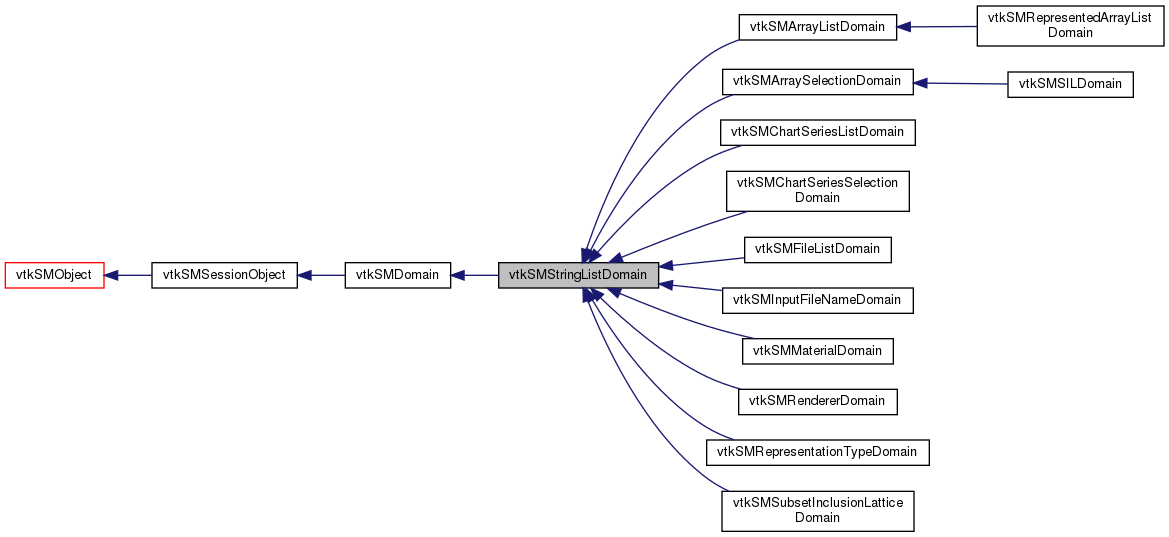 vtkSMArrayListDomain
vtkSMRepresentedArrayList
Domain
vtkSMArraySelectionDomain
vtkSMSILDomain
vtkSMChartSeriesListDomain
vtkSMChartSeriesSelection
Domain
vtkSMFileListDomain
vtkSMObject
vtkSMSessionObject
vtkSMDomain
vtkSMStringListDomain
vtkSMInputFileNameDomain
vtkSMMaterialDomain
vtkSMRendererDomain
vtkSMRepresentationTypeDomain
vtkSMSubsetInclusionLattice
Domain